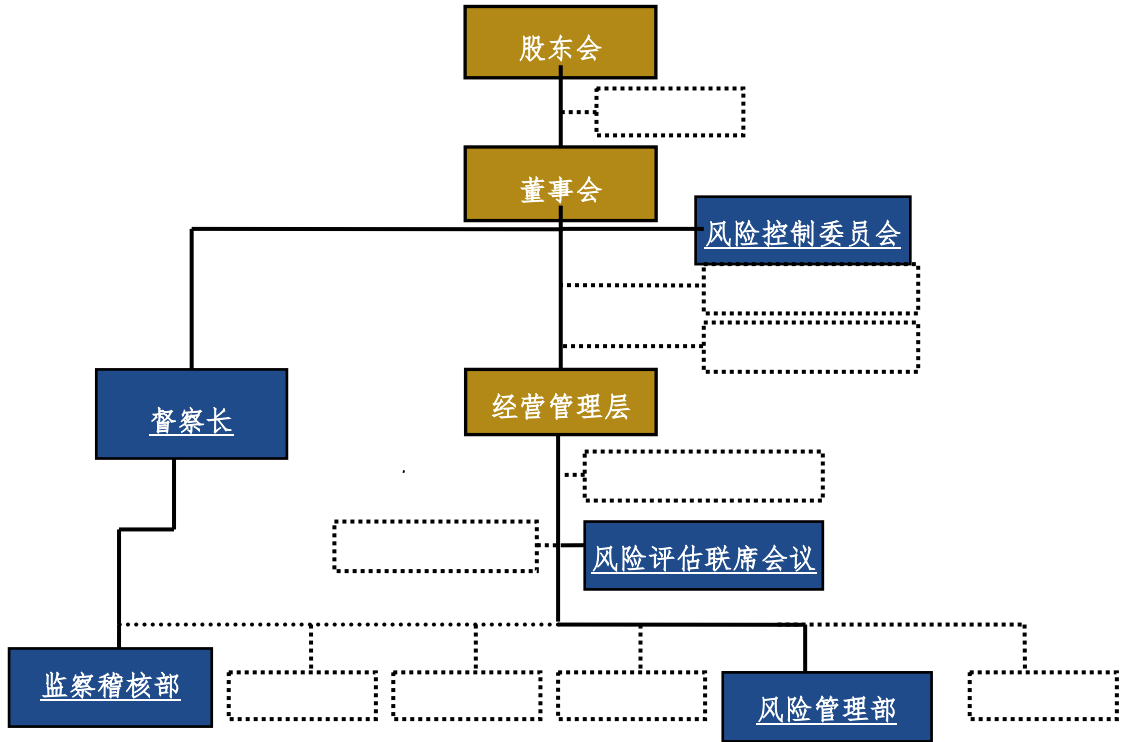 股东会
董事会
风险控制委员会
经营管理层
督察长
风险评估联席会议
监察稽核部
风险管理部